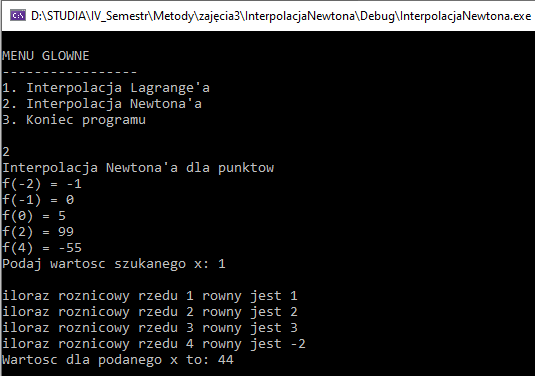 D:\STUDIA\IV_Semestr\Metody\zajęcia3\InterpolacjaNewtona\Debug\InterpolacjaNewtona.exe
MENU GLOWNE
-----------------
1. Interpolacja Lagrange'a
2. Interpolacja Newtona'a
3. Koniec programu
2
Interpolacja Newtona'a dla punktow
f(-2) = -1
f(-1) = 0
f(0) = 5
f(2) = 99
f(4) = -55
Podaj wartosc szukanego x: 1
iloraz roznicowy rzedu 1 rowny jest 1
iloraz roznicowy rzedu 2 rowny jest 2
iloraz roznicowy rzedu 3 rowny jest 3
iloraz roznicowy rzedu 4 rowny jest -2
Wartosc dla podanego x to: 44